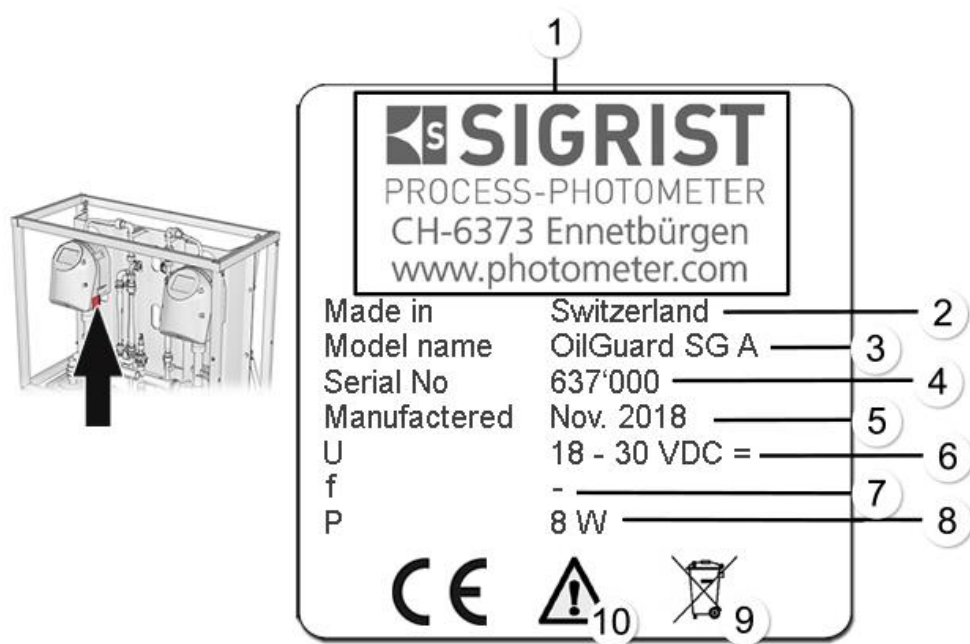 1
S SIGRIST
PROCESS-PHOTOMETER
CH-6373 Ennetbürgen
www.photometer.com
Made in Switzerland 2
Model name OilGuard SG A 3
Serial No 637‘000 4
Manufactered Nov. 2018 5
U 18 - 30 VDC = 6
f - 7
P 8 W 8
CE 10 9